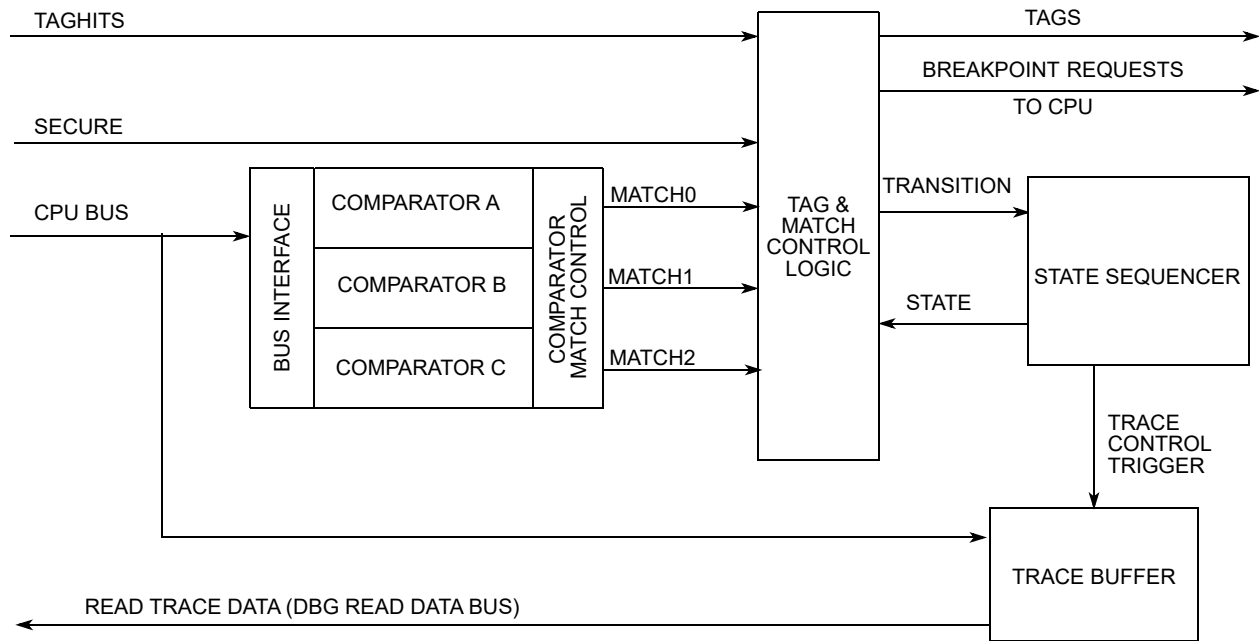 TAGHITS
TAGS
BREAKPOINT REQUESTS
TO CPU
SECURE
CPU BUS
BUS INTERFACE
COMPARATOR A
COMPARATOR B
COMPARATOR C
COMPARATOR
MATCH CONTROL
MATCH0
MATCH1
MATCH2
TAG &
MATCH
CONTROL
LOGIC
TRANSITION
STATE
STATE SEQUENCER
TRACE
CONTROL
TRIGGER
TRACE BUFFER
READ TRACE DATA (DBG READ DATA BUS)